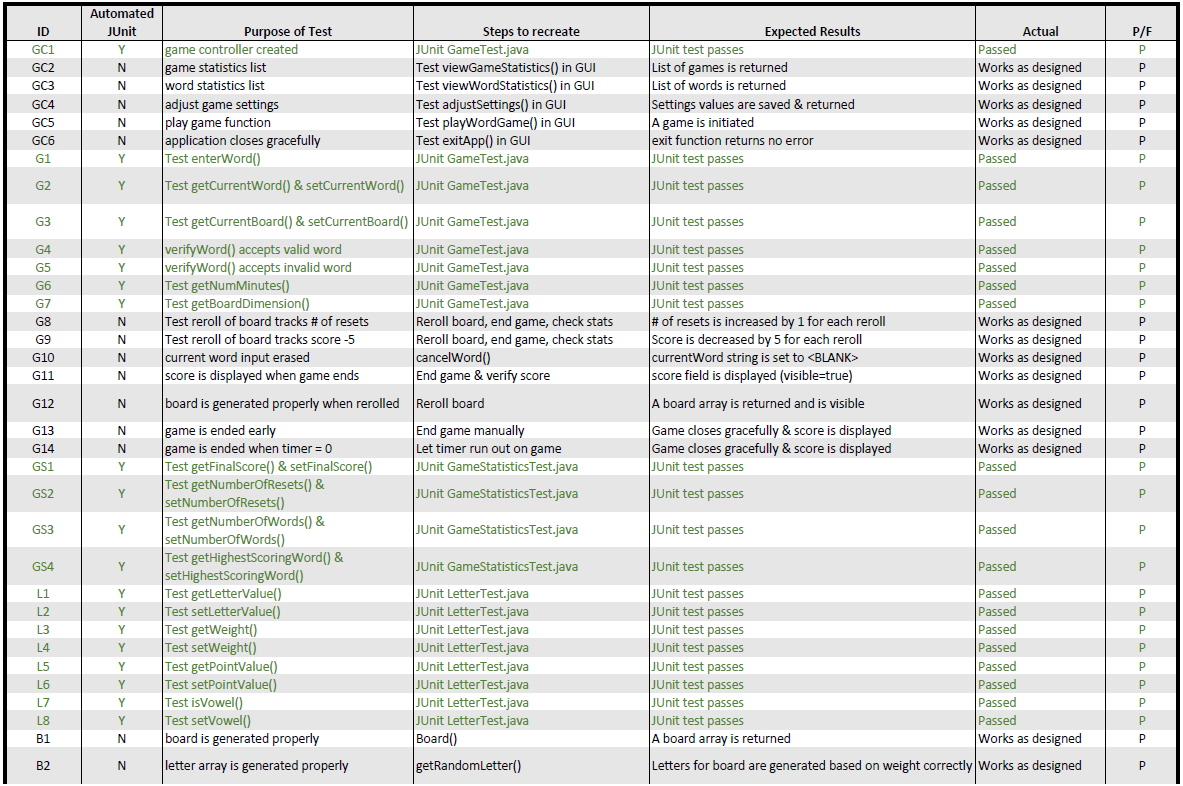 ID Automated JUnit Purpose of Test Steps to recreate Expected Results Actual P/F
GC1 Y game controller created JUnit GameTest.java JUnit test passes Passed P
GC2 N game statistics list Test viewGameStatistics() in GUI List of games is returned Works as designed P
GC3 N word statistics list Test viewWordStatistics() in GUI List of words is returned Works as designed P
GC4 N adjust game settings Test adjustSettings() in GUI Settings values are saved & returned Works as designed P
GC5 N play game function Test playWordGame() in GUI A game is initiated Works as designed P
GC6 N application closes gracefully Test exitApp() in GUI exit function returns no error Works as designed P
G1 Y Test enterWord() JUnit GameTest.java JUnit test passes Passed P
G2 Y Test getCurrentWord() & setCurrentWord() JUnit GameTest.java JUnit test passes Passed P
G3 Y Test getCurrentBoard() & setCurrentBoard() JUnit GameTest.java JUnit test passes Passed P
G4 Y verifyWord() accepts valid word JUnit GameTest.java JUnit test passes Passed P
G5 Y verifyWord() accepts invalid word JUnit GameTest.java JUnit test passes Passed P
G6 Y Test getNumMinutes() JUnit GameTest.java JUnit test passes Passed P
G7 Y Test getBoardDimension() JUnit GameTest.java JUnit test passes Passed P
G8 N Test reroll of board tracks # of resets Reroll board, end game, check stats # of resets is increased by 1 for each reroll Works as designed P
G9 N Test reroll of board tracks score -5 Reroll board, end game, check stats Score is decreased by 5 for each reroll Works as designed P
G10 N current word input erased cancelWord() currentWord string is set to <BLANK> Works as designed P
G11 N score is displayed when game ends End game & verify score score field is displayed (visible=true) Works as designed P
G12 N board is generated properly when rerolled Reroll board A board array is returned and is visible Works as designed P
G13 N game is ended early End game manually Game closes gracefully & score is displayed Works as designed P
G14 N game is ended when timer = 0 Let timer run out on game Game closes gracefully & score is displayed Works as designed P
GS1 Y Test getFinalScore() & setFinalScore() JUnit GameStatisticsTest.java JUnit test passes Passed P
GS2 Y Test getNumberOfResets() & setNumberOfResets() JUnit GameStatisticsTest.java JUnit test passes Passed P
GS3 Y Test getNumberOfWords() & setNumberOfWords() JUnit GameStatisticsTest.java JUnit test passes Passed P
GS4 Y Test getHighestScoringWord() & setHighestScoringWord() JUnit GameStatisticsTest.java JUnit test passes Passed P
L1 Y Test getLetterValue() JUnit LetterTest.java JUnit test passes Passed P
L2 Y Test setLetterValue() JUnit LetterTest.java JUnit test passes Passed P
L3 Y Test getWeight() JUnit LetterTest.java JUnit test passes Passed P
L4 Y Test setWeight() JUnit LetterTest.java JUnit test passes Passed P
L5 Y Test getPointValue() JUnit LetterTest.java JUnit test passes Passed P
L6 Y Test setPointValue() JUnit LetterTest.java JUnit test passes Passed P
L7 Y Test isVowel() JUnit LetterTest.java JUnit test passes Passed P
L8 Y Test setVowel() JUnit LetterTest.java JUnit test passes Passed P
B1 N board is generated properly Board() A board array is returned Works as designed P
B2 N letter array is generated properly getRandomLetter() Letters for board are generated based on weight correctly Works as designed P